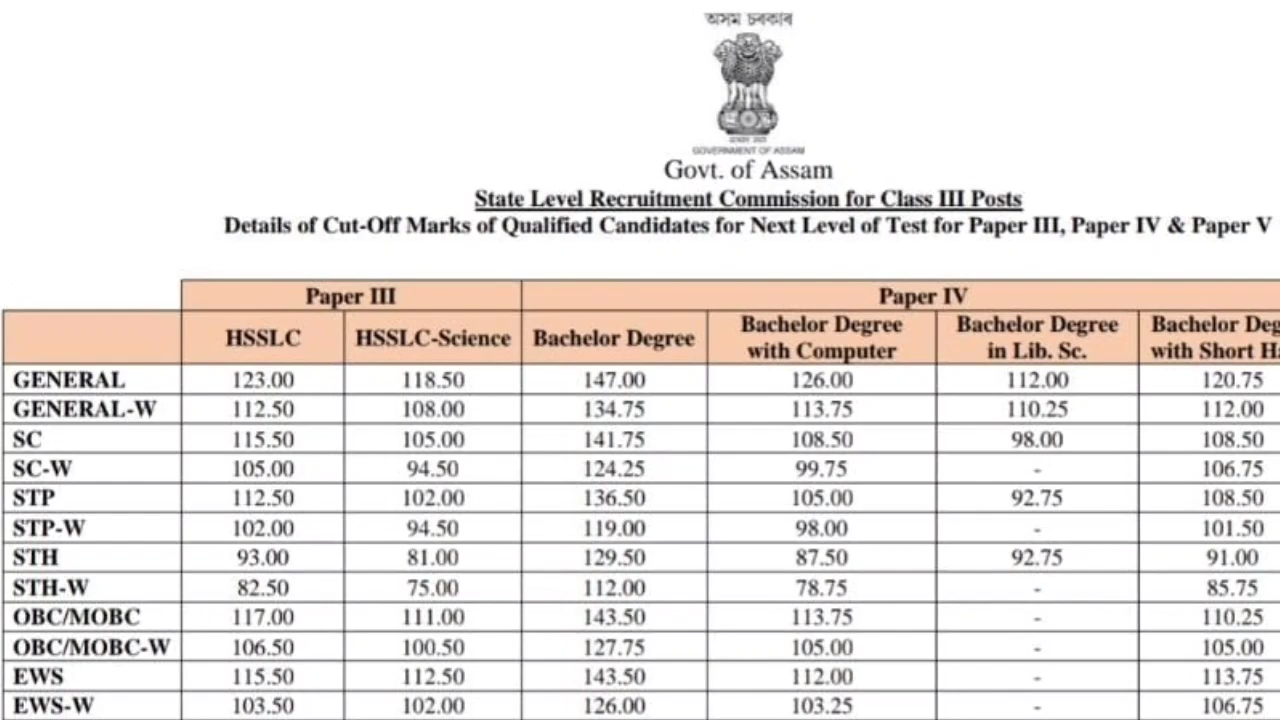 অসম চৰকাৰ
GOVERNMENT OF ASSAM
Govt. of Assam
State Level Recruitment Commission for Class III Posts
Details of Cut-Off Marks of Qualified Candidates for Next Level of Test for Paper III, Paper IV & Paper V
Paper III Paper IV
HSSLC HSSLC-Science Bachelor Degree Bachelor Degree with Computer Bachelor Degree in Lib. Sc. Bachelor Deg with Short Ha
GENERAL 123.00 118.50 147.00 126.00 112.00 120.75
GENERAL-W 112.50 108.00 134.75 113.75 110.25 112.00
SC 115.50 105.00 141.75 108.50 98.00 108.50
SC-W 105.00 94.50 124.25 99.75 - 106.75
STP 112.50 102.00 136.50 105.00 92.75 108.50
STP-W 102.00 94.50 119.00 98.00 - 101.50
STH 93.00 81.00 129.50 87.50 92.75 91.00
STH-W 82.50 75.00 112.00 78.75 - 85.75
OBC/MOBC 117.00 111.00 143.50 113.75 - 110.25
OBC/MOBC-W 106.50 100.50 127.75 105.00 - 105.00
EWS 115.50 112.50 143.50 112.00 - 113.75
EWS-W 103.50 102.00 126.00 103.25 - 106.75